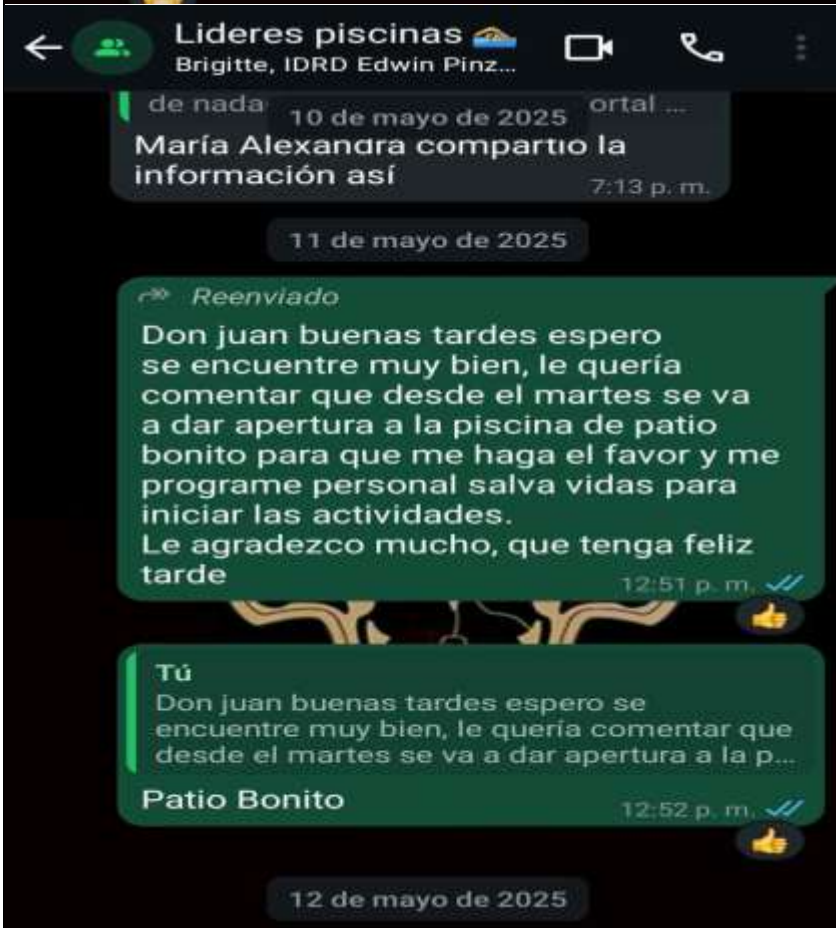 Lideres piscinas
Brigitte, IDRD Edwin Pinz...
de nada
ortal ...
10 de mayo de 2025
María Alexandra compartio la
información así
7:13 p. m.
11 de mayo de 2025
Reenviado
Don juan buenas tardes espero
se encuentre muy bien, le quería
comentar que desde el martes se va
a dar apertura a la piscina de patio
bonito para que me haga el favor y me
programe personal salva vidas para
iniciar las actividades.
Le agradezco mucho, que tenga feliz
tarde
12:51 p. m.
Tú
Don juan buenas tardes espero se
encuentre muy bien, le quería comentar que
desde el martes se va a dar apertura a la p...
Patio Bonito
12:52 p. m.
12 de mayo de 2025